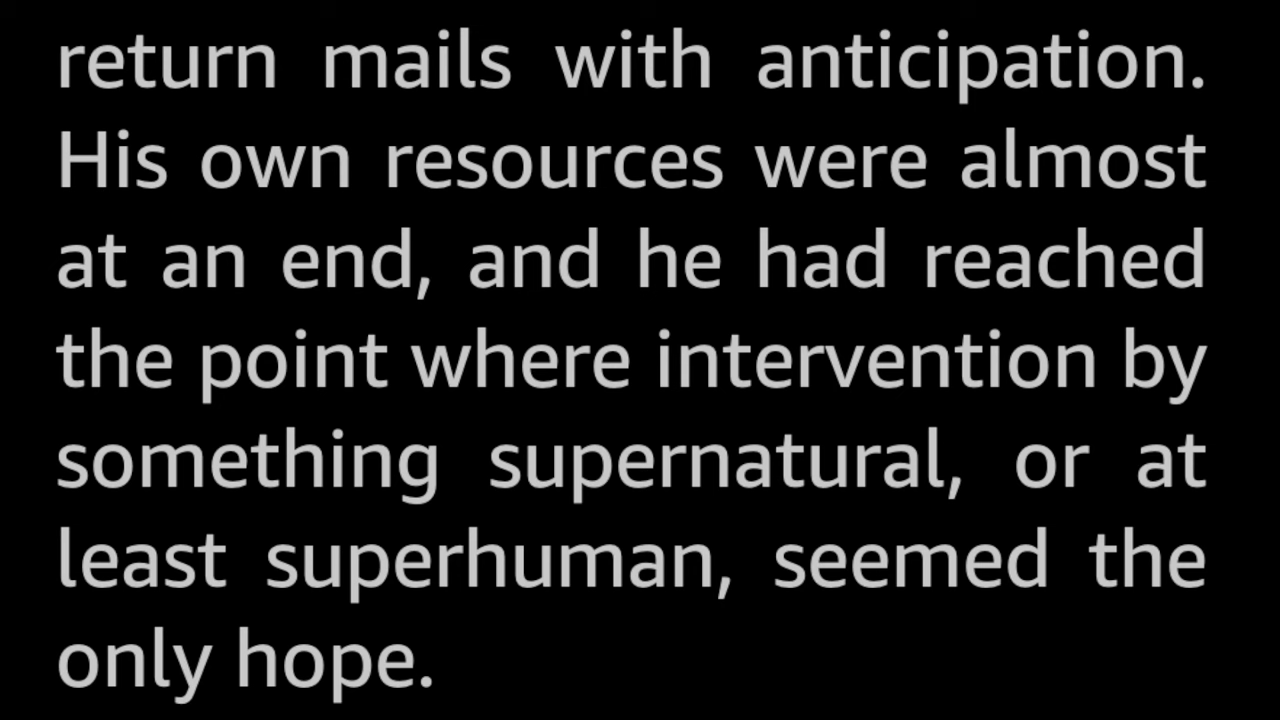 return mails with anticipation.
His own resources were almost
at an end, and he had reached
the point where intervention by
something supernatural, or at
least superhuman, seemed the
only hope.